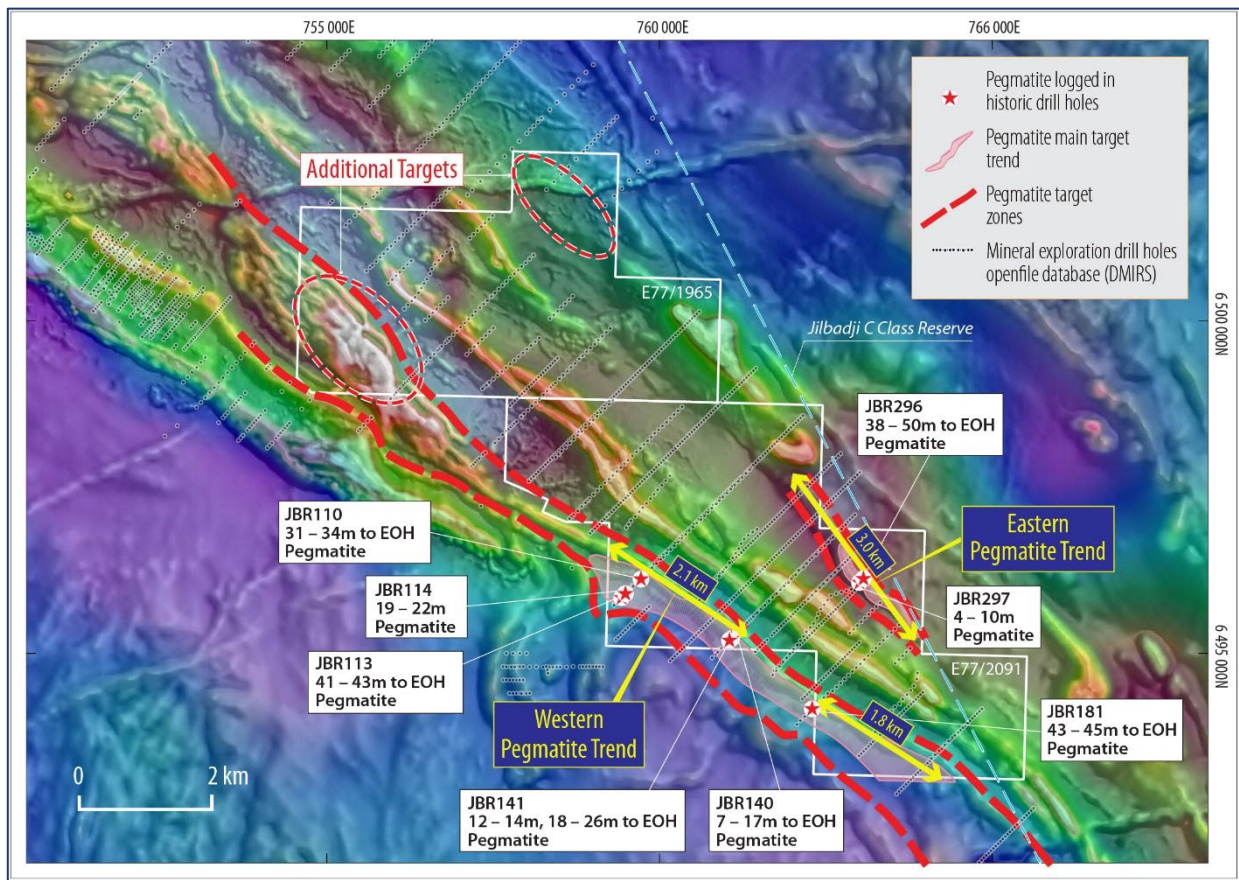 755 000E
760 000E
766 000E
Pegmatite logged in
historic drill holes
Pegmatite main target
trend
Pegmatite target
zones
Mineral exploration drill holes
openfile database (DMIRS)
Additional Targets
E77/1965
6500 000N
Jilbadji C Class Reserve
JBR296
38 – 50m to EOH
Pegmatite
JBR110
31 – 34m to EOH
Pegmatite
3.0 km
Eastern
Pegmatite Trend
2.1 km
JBR114
19 – 22m
Pegmatite
JBR297
4 – 10m
Pegmatite
JBR113
41 – 43m to EOH
Pegmatite
6495 000N
E77/2091
Western
Pegmatite Trend
1.8 km
JBR181
43 – 45m to EOH
Pegmatite
0
2 km
JBR141
12 – 14m, 18 – 26m to EOH
Pegmatite
JBR140
7 – 17m to EOH
Pegmatite